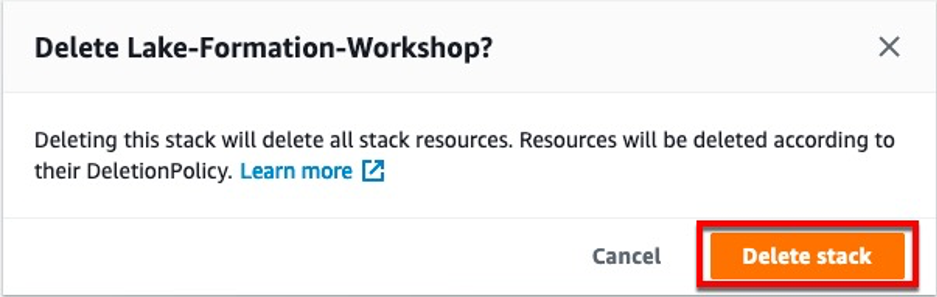 Delete Lake-Formation-Workshop?
Deleting this stack will delete all stack resources. Resources will be deleted according to
their DeletionPolicy. Learn more
Cancel
Delete stack